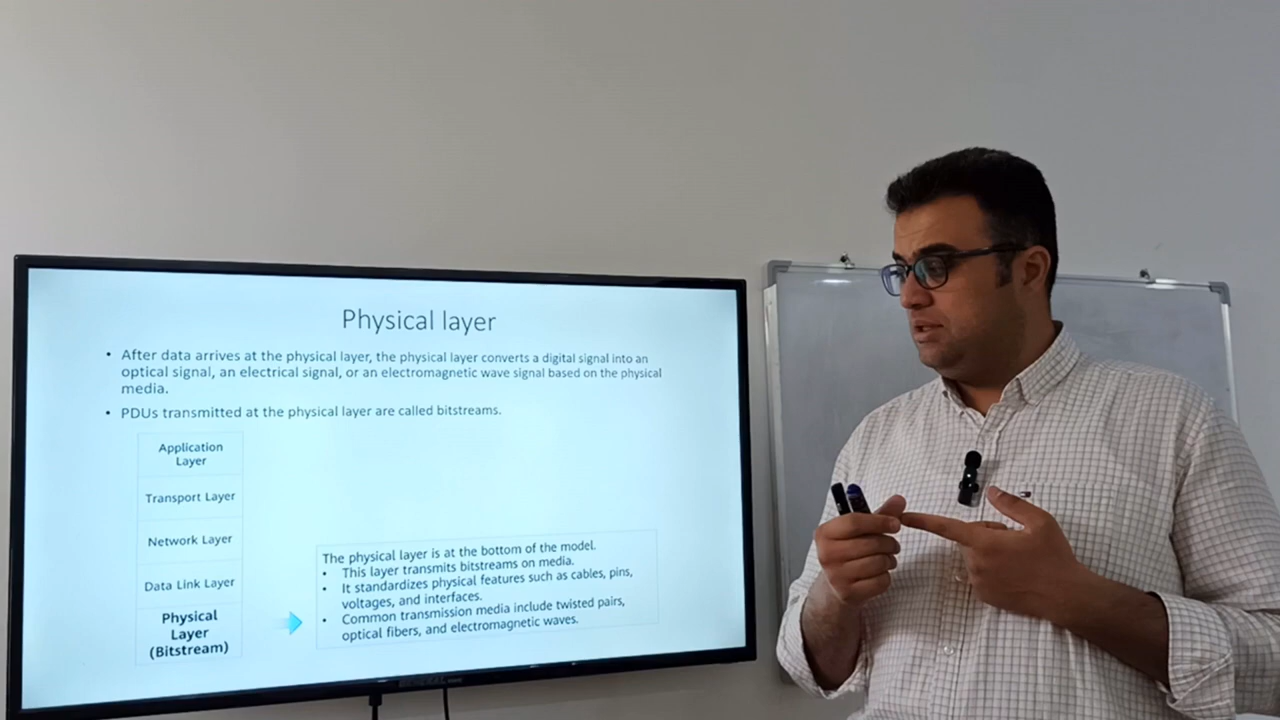 Physical layer
• After data arrives at the physical layer, the physical layer converts a digital signal into an
optical signal, an electrical signal, or an electromagnetic wave signal based on the physical
media.
• PDUs transmitted at the physical layer are called bitstreams.
Application
Layer
Transport Layer
Network Layer
Data Link Layer
Physical
Layer
(Bitstream)
The physical layer is at the bottom of the model.
• This layer transmits bitstreams on media.
• It standardizes physical features such as cables, pins,
voltages, and interfaces.
• Common transmission media include twisted pairs,
optical fibers, and electromagnetic waves.